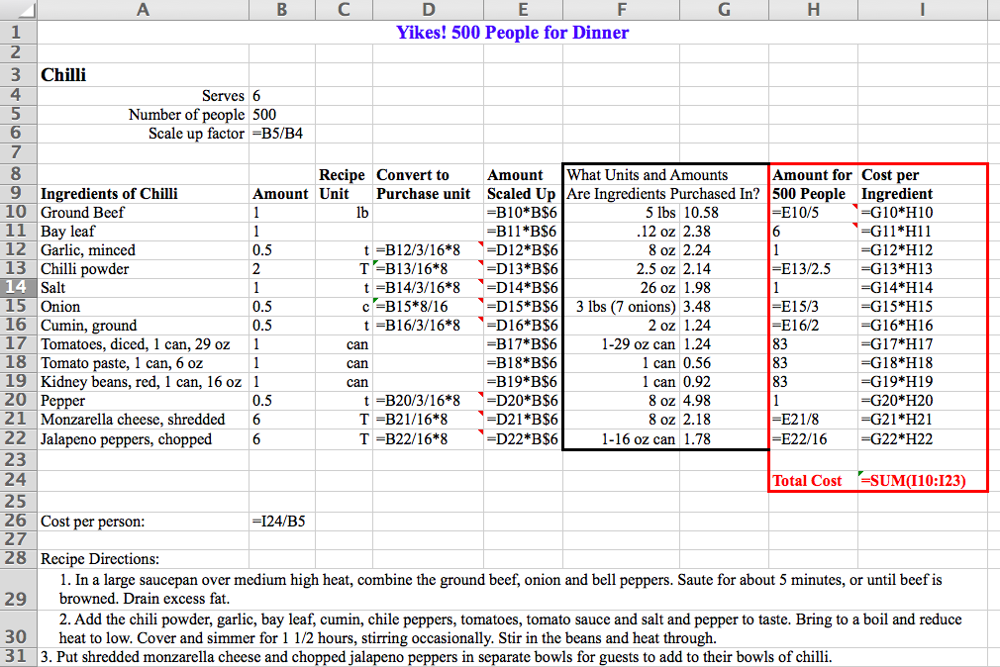 A B C D E F G H I
1 Yikes! 500 People for Dinner
2
3 Chilli
4 Serves 6
5 Number of people 500
6 Scale up factor =B5/B4
7
8 Recipe Convert to Amount What Units and Amounts Amount for Cost per
9 Ingredients of Chilli Amount Unit Purchase unit Scaled Up Are Ingredients Purchased In? 500 People Ingredient
10 Ground Beef 1 lb =B10*B$6 5 lbs 10.58 =E10/5 =G10*H10
11 Bay leaf 1 =B11*B$6 .12 oz 2.38 6 =G11*H11
12 Garlic, minced 0.5 t =B12/3/16*8 =D12*B$6 8 oz 2.24 1 =G12*H12
13 Chilli powder 2 T =B13/16*8 =D13*B$6 2.5 oz 2.14 =E13/2.5 =G13*H13
14 Salt 1 t =B14/3/16*8 =D14*B$6 26 oz 1.98 1 =G14*H14
15 Onion 0.5 c =B15*8/16 =D15*B$6 3 lbs (7 onions) 3.48 =E15/3 =G15*H15
16 Cumin, ground 0.5 t =B16/3/16*8 =D16*B$6 2 oz 1.24 =E16/2 =G16*H16
17 Tomatoes, diced, 1 can, 29 oz 1 can =B17*B$6 1-29 oz can 1.24 83 =G17*H17
18 Tomato paste, 1 can, 6 oz 1 can =B18*B$6 1 can 0.56 83 =G18*H18
19 Kidney beans, red, 1 can, 16 oz 1 can =B19*B$6 1 can 0.92 83 =G19*H19
20 Pepper 0.5 t =B20/3/16*8 =D20*B$6 8 oz 4.98 1 =G20*H20
21 Monzarella cheese, shredded 6 T =B21/16*8 =D21*B$6 8 oz 2.18 =E21/8 =G21*H21
22 Jalapeno peppers, chopped 6 T =B22/16*8 =D22*B$6 1-16 oz can 1.78 =E22/16 =G22*H22
23
24 Total Cost =SUM(I10:I23)
25
26 Cost per person: =I24/B5
27
28 Recipe Directions:
1. In a large saucepan over medium high heat, combine the ground beef, onion and bell peppers. Saute for about 5 minutes, or until beef is
29 browned. Drain excess fat.
2. Add the chili powder, garlic, bay leaf, cumin, chile peppers, tomatoes, tomato sauce and salt and pepper to taste. Bring to a boil and reduce
30 heat to low. Cover and simmer for 1 1/2 hours, stirring occasionally. Stir in the beans and heat through.
31 3. Put shredded monzarella cheese and chopped jalapeno peppers in separate bowls for guests to add to their bowls of chilli.